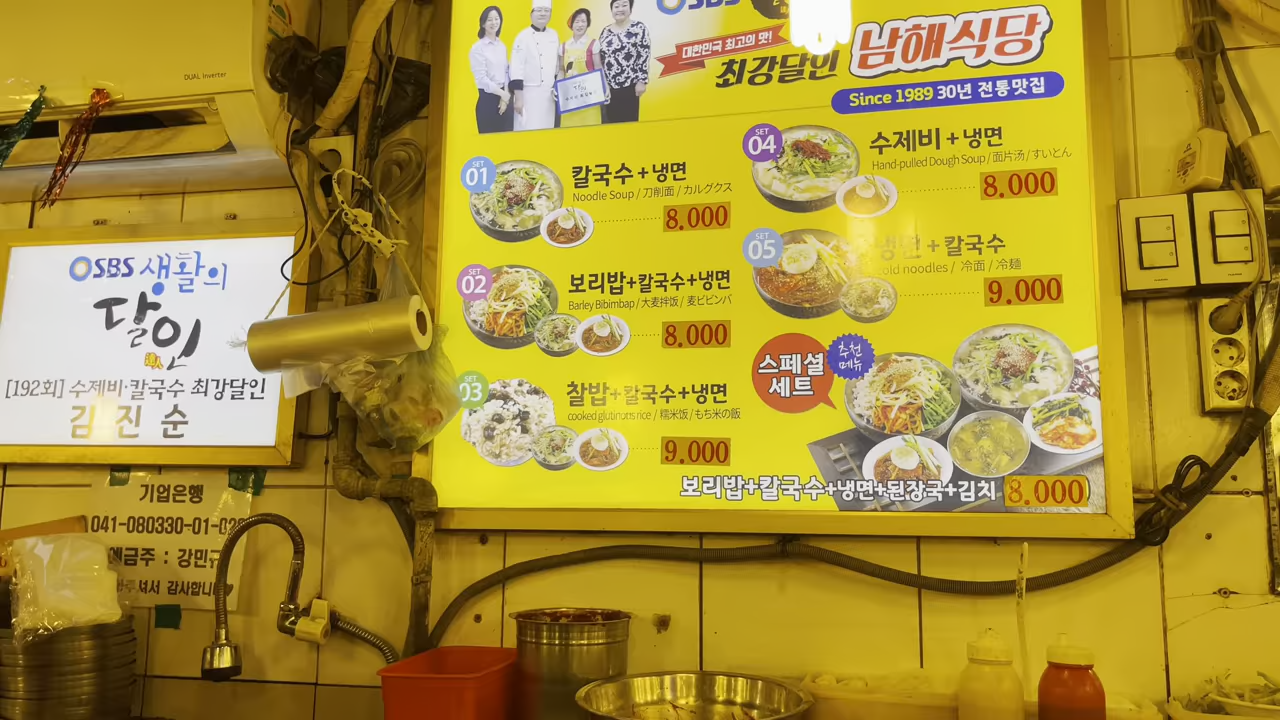 DUAL Inverter
SBS 생활의
달인
[192회] 수제비·칼국수 최강달인
김진순
기업은행
041-080330-01-0
예금주 : 강민
셔서 감사합니
SBS
대한민국 최고의 맛!
최강달인
남해식당
Since 1989 30년 전통맛집
SET 01
칼국수+냉면
Noodle Soup / 刀削面 / カルグクス
8.000
SET 02
보리밥+칼국수+냉면
Barley Bibimbap / 大麦拌饭 / 麦ビビンバ
8.000
SET 03
찰밥+칼국수+냉면
cooked glutinous rice / 糯米饭 / もち米の飯
9.000
SET 04
수제비+냉면
Hand-pulled Dough Soup / 面片汤 / すいとん
8.000
SET 05
냉면+칼국수
cold noodles / 冷面 / 冷麺
9.000
스페셜
세트
추천
메뉴
보리밥+칼국수+냉면+된장국+김치 8.000